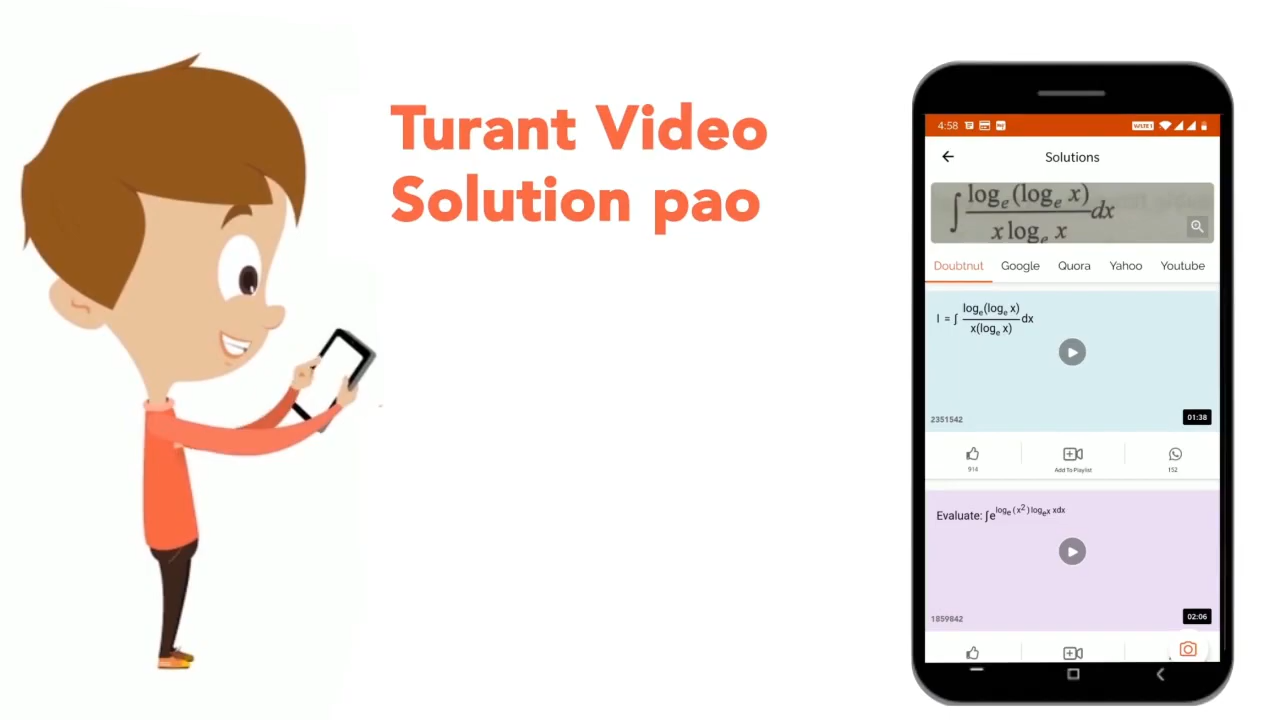 Turant Video
Solution pao
4:58
VoLTE1
Solutions
∫ logₑ(logₑ x) / x logₑ x dx
Doubtnut Google Quora Yahoo Youtube
I = ∫ logₑ(logₑ x) / x(logₑ x) dx
2351542 01:38
914 Add To Playlist 152
Evaluate: ∫e^logₑ(x²)logₑx xdx
1859842 02:06